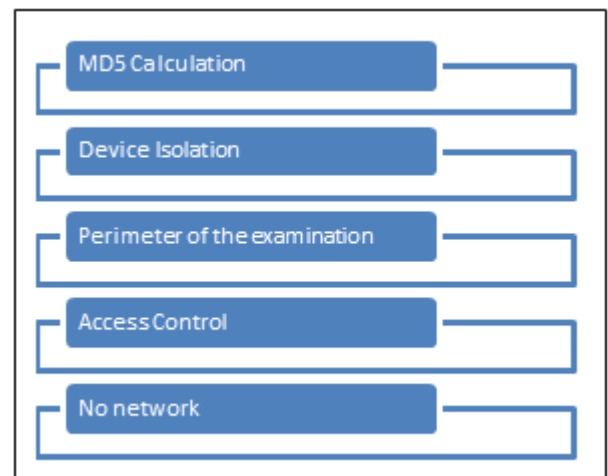 MD5 Calculation
Device Isolation
Perimeter of the examination
Access Control
No network